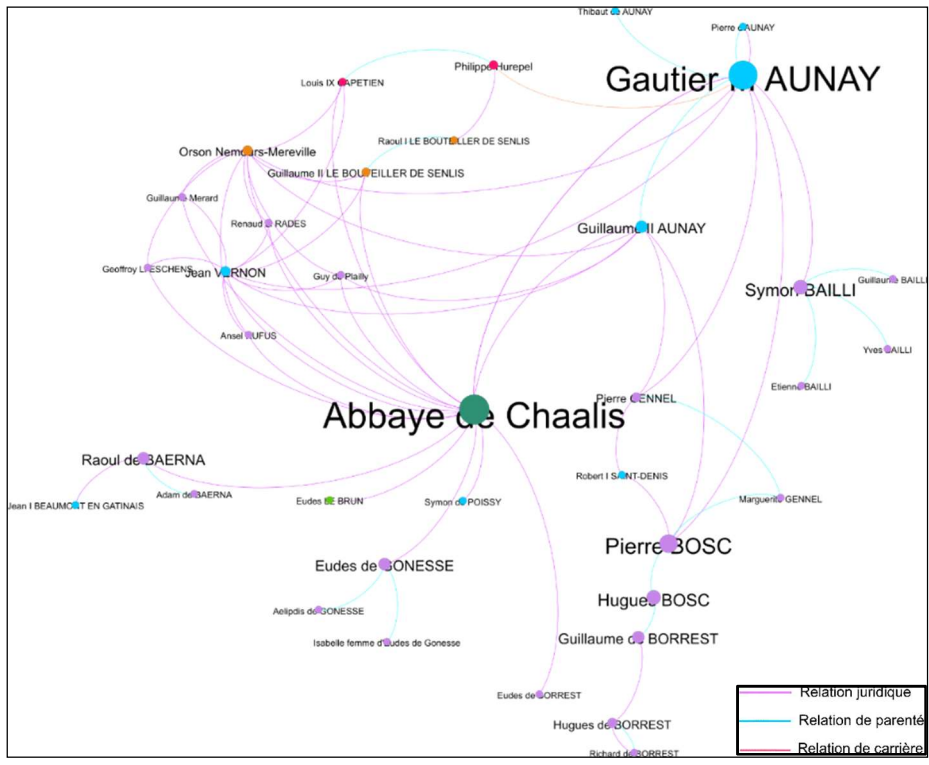 Thibaut de AUNAY
Pierre d'AUNAY
Philippe Hurepel
Gautier III AUNAY
Louis IX CAPETIEN
Raoul I LE BOUTEILLER DE SENLIS
Orson Nemours-Mereville
Guillaume II LE BOUTEILLER DE SENLIS
Guillaume Merard
Renaud D RADES
Guillaume II AUNAY
Geoffroy L ESCHENS
Jean VERNON
Guy de Plailly
Guillaume BAILLI
Symon BAILLI
Ansel RUFUS
Yves BAILLI
Etienne BAILLI
Pierre GENNEL
Abbaye de Chaalis
Raoul de BAERNA
Robert I SAINT-DENIS
Adam de BAERNA
Marguerite GENNEL
Jean I BEAUMONT EN GATINAIS
Eudes LE BRUN
Symon de POISSY
Pierre BOSC
Eudes de GONESSE
Hugues BOSC
Aelipdis de GONESSE
Guillaume de BORREST
Isabelle femme d'Eudes de Gonesse
Eudes de BORREST
Relation juridique
Relation de parenté
Hugues de BORREST
Relation de carrière
Richard de BORREST